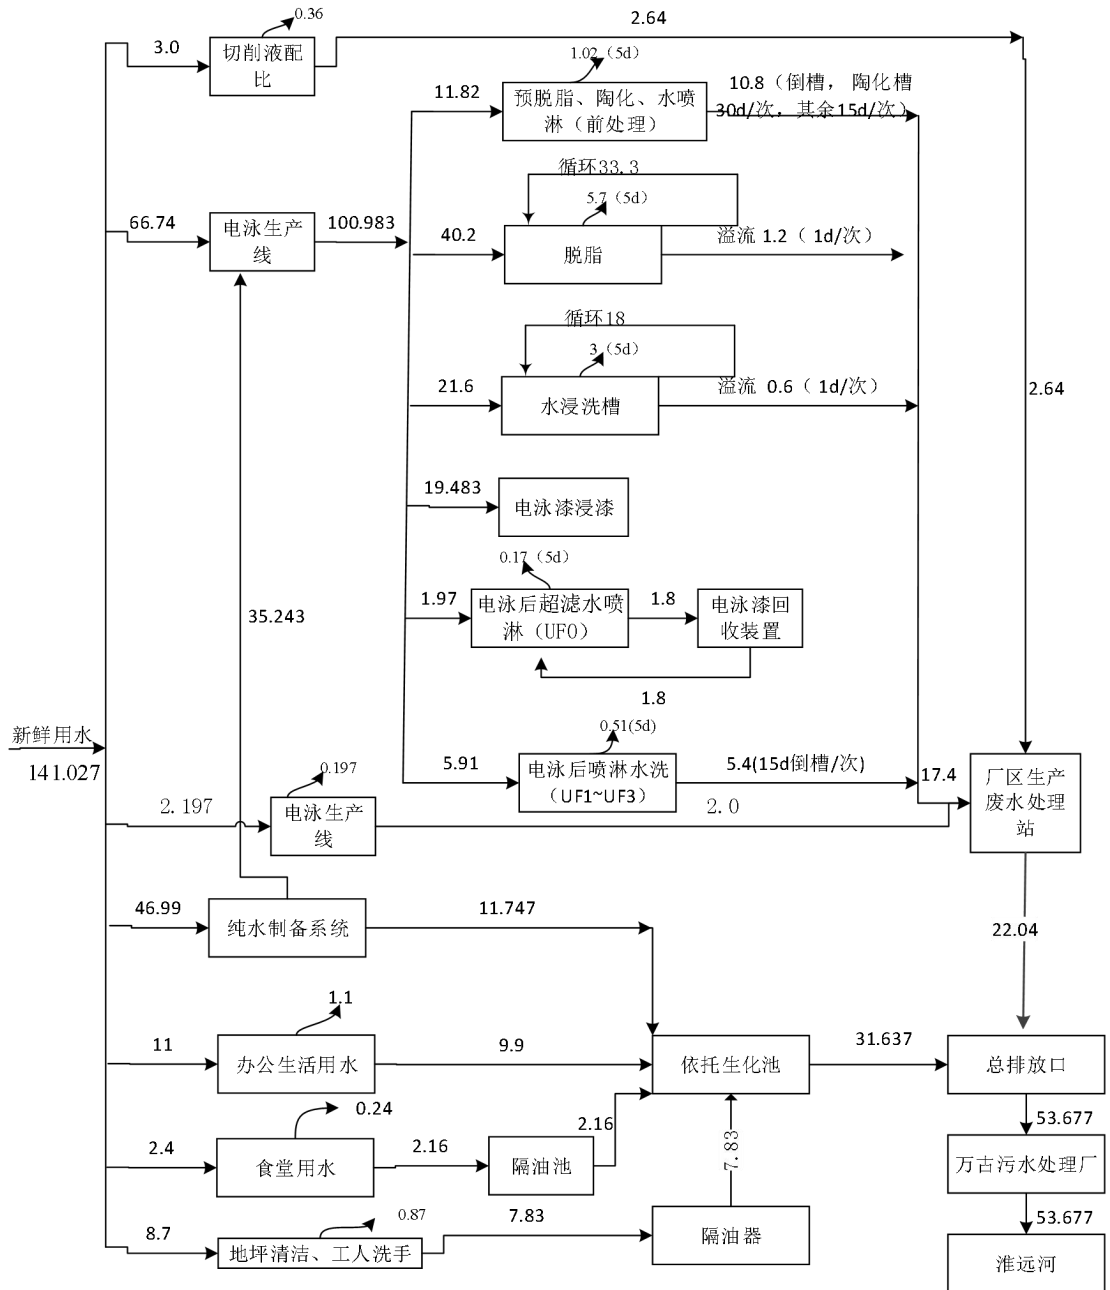 0.36
2.64
3.0
切削液配
比
1.02（5d）
11.82
预脱脂、陶化、水喷
淋（前处理）
10.8（倒槽， 陶化槽
30d/次，其余15d/次）
循环33.3
5.7（5d）
66.74
电泳生产
线
100.983
40.2
脱脂
溢流 1.2（ 1d/次）
循环18
3（5d）
21.6
水浸洗槽
溢流 0.6（ 1d/次）
2.64
19.483
电泳漆浸漆
0.17（5d）
1.97
电泳后超滤水喷
淋（UF0）
1.8
电泳漆回
收装置
1.8
35.243
新鲜用水
141.027
0.51(5d)
5.91
电泳后喷淋水洗
（UF1~UF3）
5.4(15d倒槽/次)
17.4
厂区生产
废水处理
站
0.197
2.197
电泳生产
线
2.0
46.99
纯水制备系统
11.747
22.04
1.1
11
办公生活用水
9.9
依托生化池
31.637
总排放口
0.24
2.4
食堂用水
2.16
隔油池
2.16
7.83
53.677
万古污水处理厂
0.87
8.7
地坪清洁、工人洗手
7.83
隔油器
53.677
淮远河